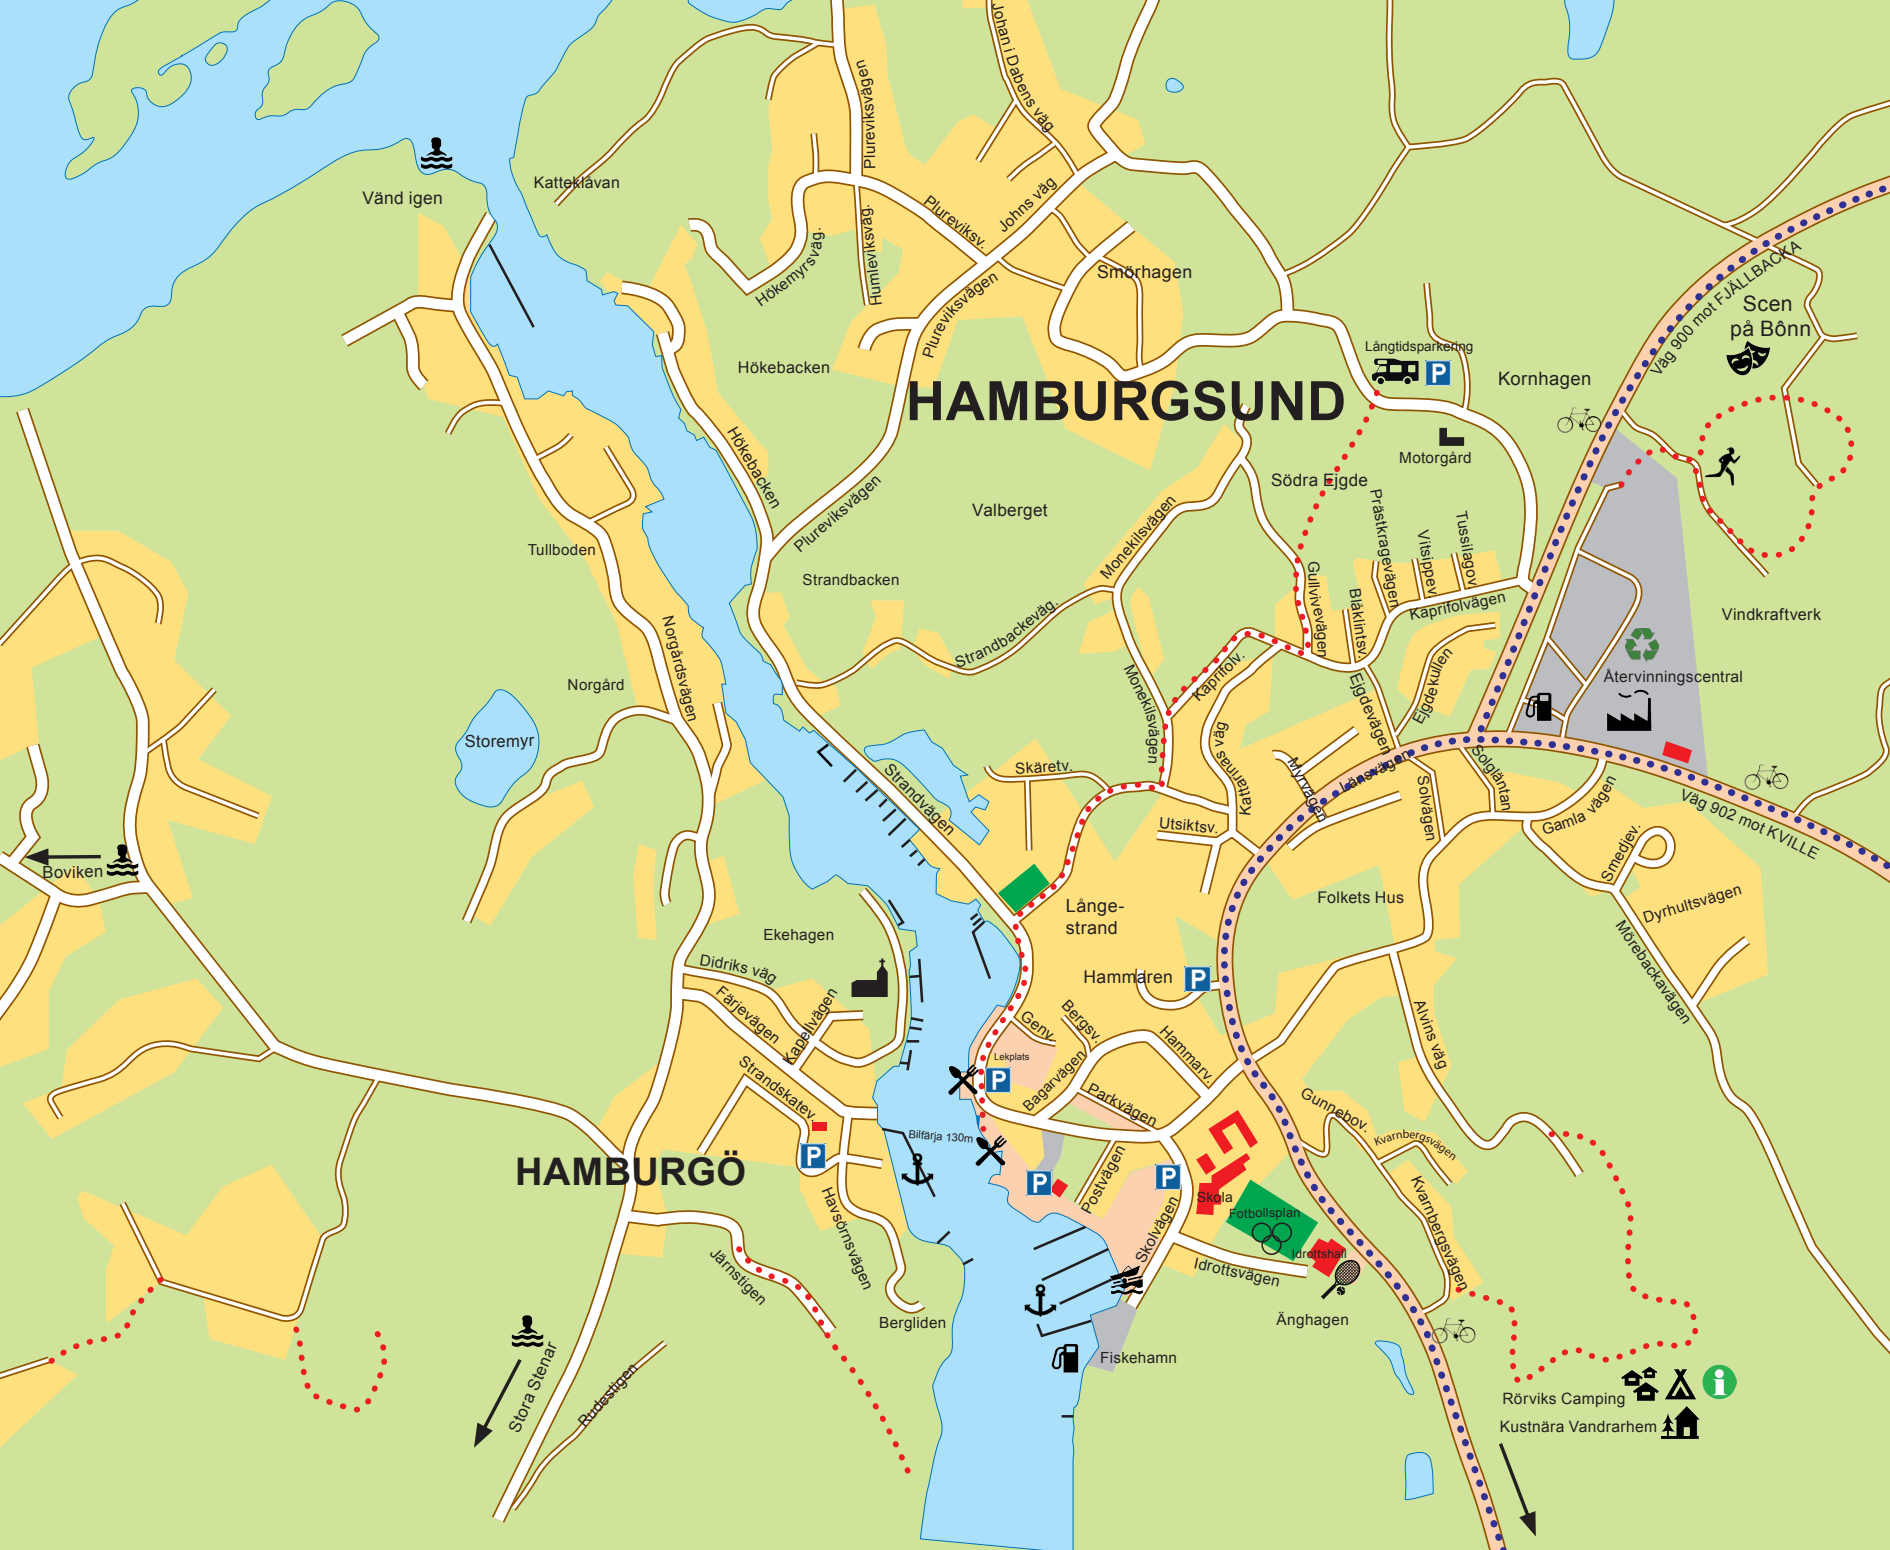 Johan i Dabens väg
Plureviksvägen
Katteklåvan
Vänd igen
Johns väg
Plureviksv.
Humleviksväg.
Hökemyrsväg.
Smörhagen
Plureviksvägen
Väg 900 mot FJÄLLBACKA
Scen
på Bônn
Långtidsparkering
P
Kornhagen
Hökebacken
HAMBURGSUND
Motorgård
Södra Ejgde
Hökebacken
Plureviksvägen
Valberget
Monekilsvägen
Prästkragevägen
Vitsippev.
Tussilagov.
Tullboden
Strandbacken
Gullvivevägen
Blåklintsv.
Kaprifolvägen
Vindkraftverk
Strandbackeväg.
Norgårdsvägen
Kaprifolv.
Ejgdekullen
Återvinningscentral
Norgård
Monekilsvägen
Ejgdevägen
Storemyr
Skäretv.
Kattarinas väg
Myrvägen
Länsvägen
Solgläntan
Solvägen
Strandvägen
Gamla vägen
Väg 902 mot KVILLE
Utsiktsv.
Smedjev.
Boviken
Långe-
strand
Folkets Hus
Dyrhultsvägen
Ekehagen
Mörebackavägen
Didriks väg
Hammaren
P
Färjevägen
Kapellvägen
Genv.
Bergsv.
Hammarv.
Alvins väg
Lekplats
P
Strandskatev.
Bagarvägen
Parkvägen
Gunnebov.
Bilfärja 130m
Kvarnbergsvägen
HAMBURGÖ
P
P
P
Postvägen
Skola
Kvarnbergsvägen
Havsörnsvägen
Fotbollsplan
Skolvägen
Idrottshall
Järnstigen
Idrottsvägen
Bergliden
Änghagen
Fiskehamn
Stora Stenar
Rudestigen
Rörviks Camping
i
Kustnära Vandrarhem